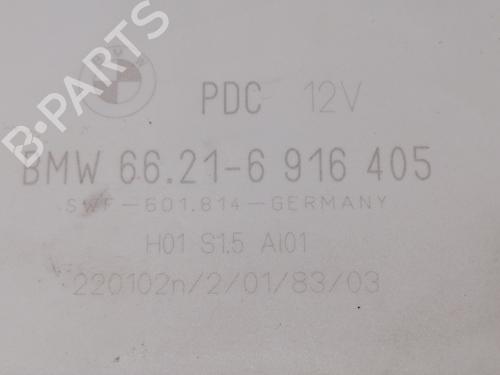 B-PARTS
BMW
PDC 12V
BMW 66.21-6 916 405
SWF-601.814-GERMANY
H01 S1.5 AI01
220102n/2/01/83/03